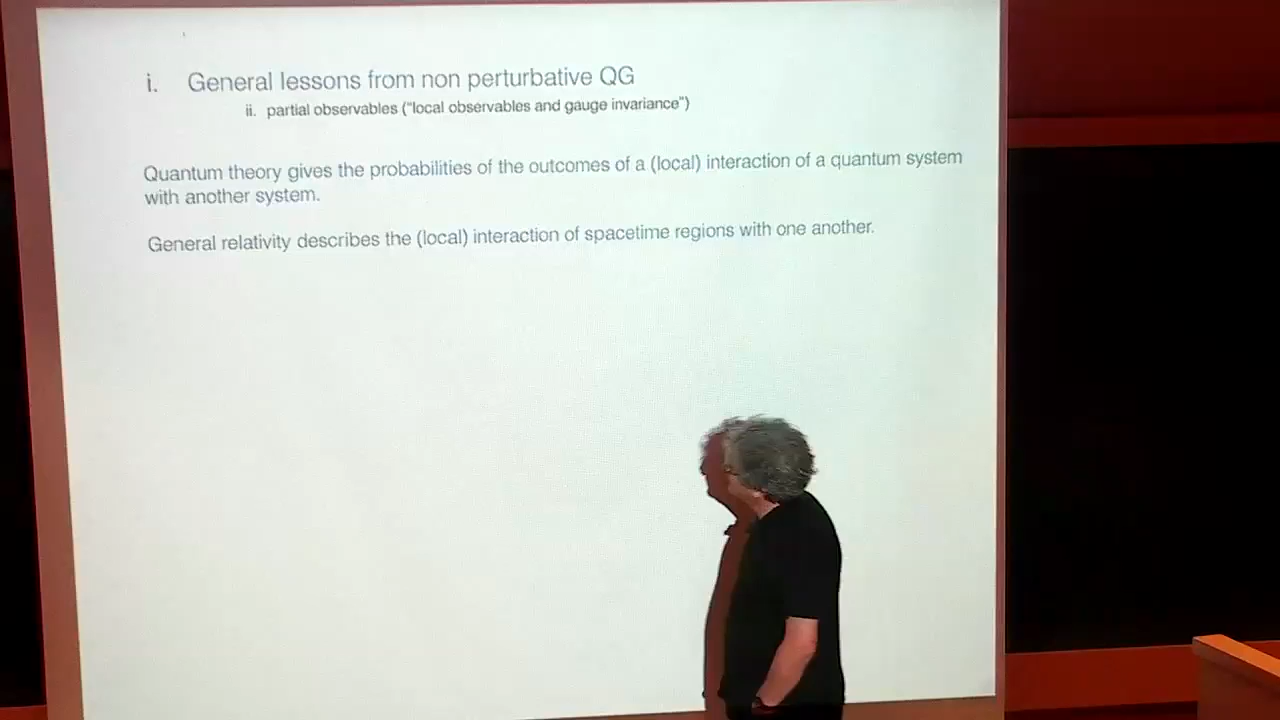 i. General lessons from non perturbative QG
ii. partial observables ("local observables and gauge invariance")
Quantum theory gives the probabilities of the outcomes of a (local) interaction of a quantum system
with another system.
General relativity describes the (local) interaction of spacetime regions with one another.